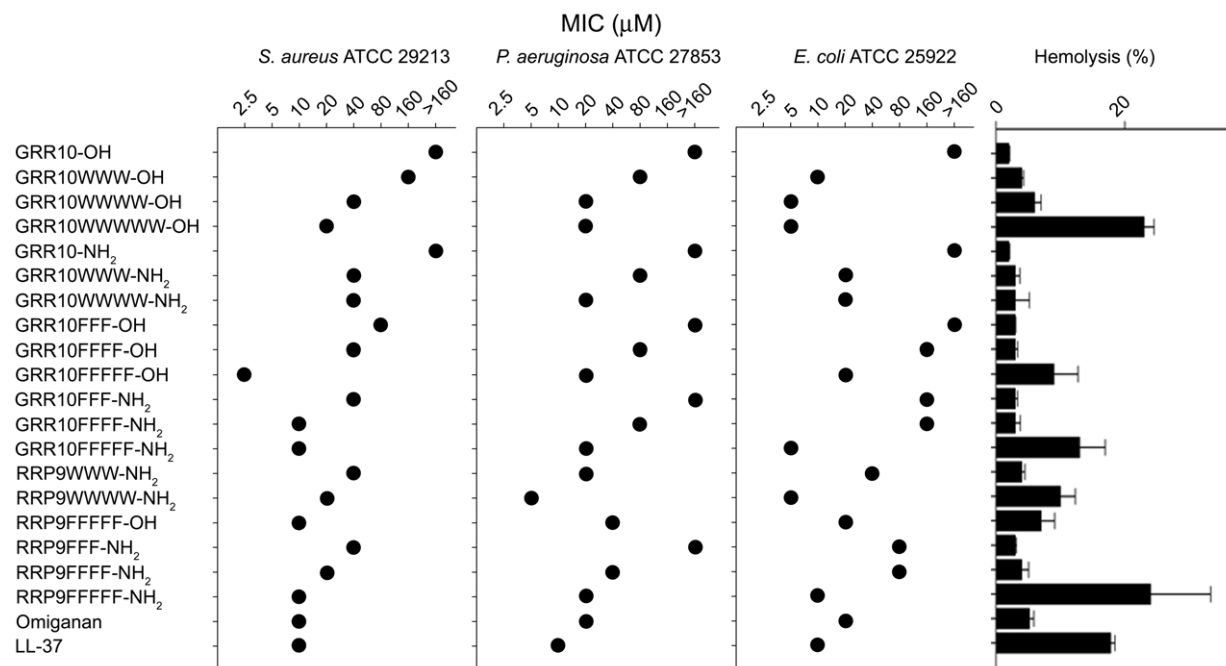 MIC (μM)
S. aureus ATCC 29213 P. aeruginosa ATCC 27853 E. coli ATCC 25922 Hemolysis (%)
2.5 5 10 20 40 80 160 >160 2.5 5 10 20 40 80 160 >160 2.5 5 10 20 40 80 160 >160 0 20
GRR10-OH
GRR10WWW-OH
GRR10WWWW-OH
GRR10WWWWW-OH
GRR10-NH2
GRR10WWW-NH2
GRR10WWWW-NH2
GRR10FFF-OH
GRR10FFFF-OH
GRR10FFFFF-OH
GRR10FFF-NH2
GRR10FFFF-NH2
GRR10FFFFF-NH2
RRP9WWW-NH2
RRP9WWWW-NH2
RRP9FFFFF-OH
RRP9FFF-NH2
RRP9FFFF-NH2
RRP9FFFFF-NH2
Omiganan
LL-37